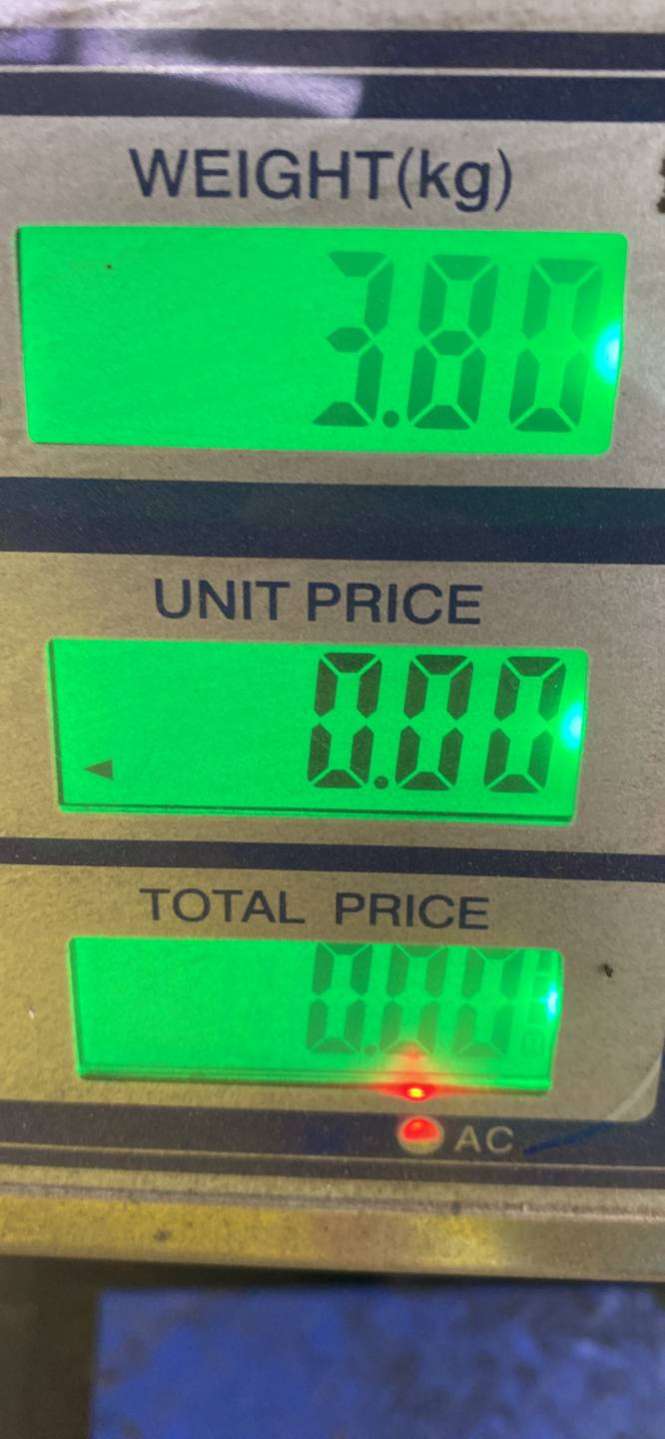 WEIGHT(kg)
3.80
UNIT PRICE
0.00
TOTAL PRICE
0.00
AC